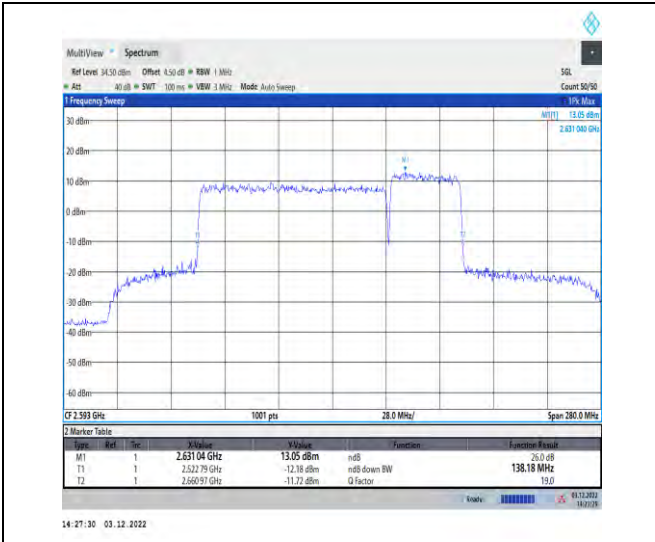 MultiView Spectrum
Ref Level 34.50 dBm Offset 4.50 dB RBW 1 MHz SGL
Att 40 dB SWT 100 ms VBW 3 MHz Mode Auto Sweep Count 50/50
1 Frequency Sweep 1Pk Max
M1[1] 13.05 dBm
2.631 040 GHz
30 dBm
20 dBm
M1
10 dBm
0 dBm
T1 T2
-10 dBm
-20 dBm
-30 dBm
-40 dBm
-50 dBm
-60 dBm
CF 2.593 GHz 1001 pts 28.0 MHz/ Span 280.0 MHz
2 Marker Table
Type Ref Trc X-Value Y-Value Function Function Result
M1 1 2.63104 GHz 13.05 dBm ndB 26.0 dB
T1 1 2.522 79 GHz -12.18 dBm ndB down BW 138.18 MHz
T2 1 2.660 97 GHz -11.72 dBm Q Factor 19.0
Ready 03.12.2022
14:27:29
14:27:30 03.12.2022